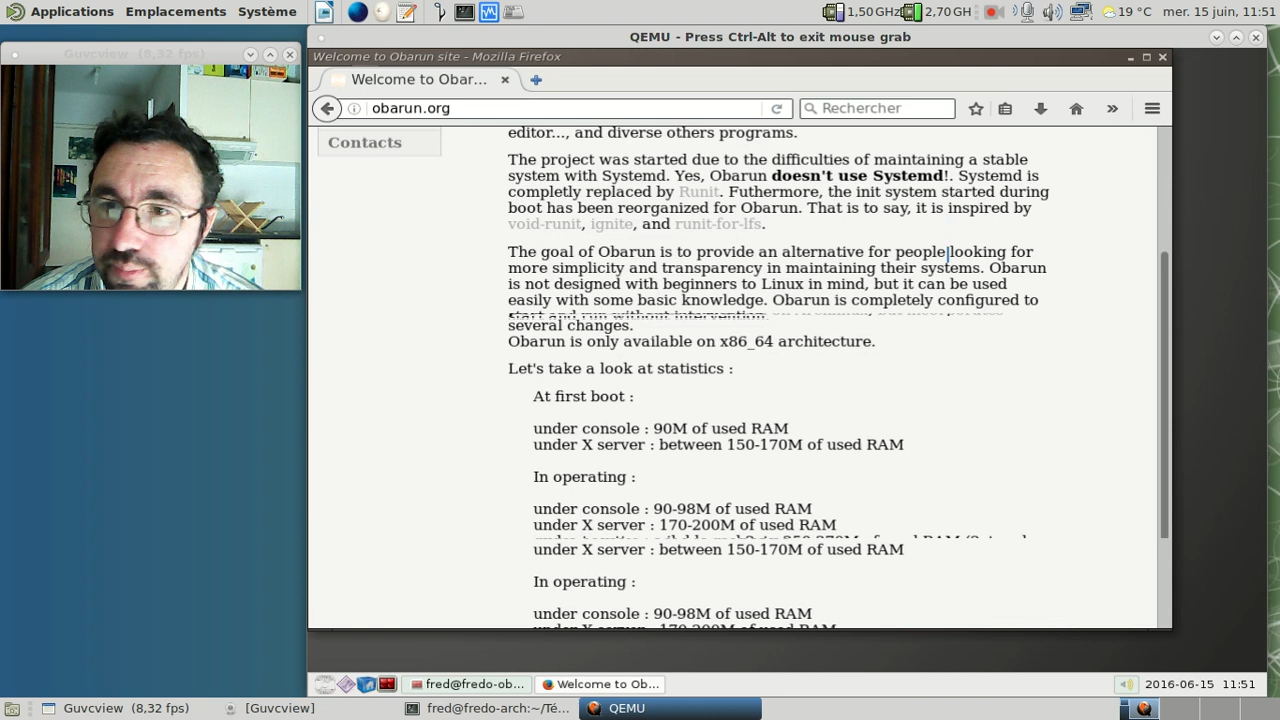 Applications Emplacements Système 1,50 GHz 2,70 GH 19 °C mer. 15 juin, 11:51
Guvcview (8,32 fps)
QEMU - Press Ctrl-Alt to exit mouse grab
Welcome to Obarun site - Mozilla Firefox
Welcome to Obar...
obarun.org
Rechercher
Contacts
editor..., and diverse others programs.
The project was started due to the difficulties of maintaining a stable
system with Systemd. Yes, Obarun doesn't use Systemd!. Systemd is
completly replaced by Runit. Futhermore, the init system started during
boot has been reorganized for Obarun. That is to say, it is inspired by
void-runit, ignite, and runit-for-lfs.
The goal of Obarun is to provide an alternative for people looking for
more simplicity and transparency in maintaining their systems. Obarun
is not designed with beginners to Linux in mind, but it can be used
easily with some basic knowledge. Obarun is completely configured to
start and run without intervention.
several changes.
Obarun is only available on x86_64 architecture.
Let's take a look at statistics :
At first boot :
under console : 90M of used RAM
under X server : between 150-170M of used RAM
In operating :
under console : 90-98M of used RAM
under X server : 170-200M of used RAM
under X server : between 150-170M of used RAM
In operating :
under console : 90-98M of used RAM
under X server : 170-200M of used RAM
fred@fredo-ob... Welcome to Ob... 2016-06-15 11:51
Guvcview (8,32 fps) [Guvcview] fred@fredo-arch:~/Té... QEMU